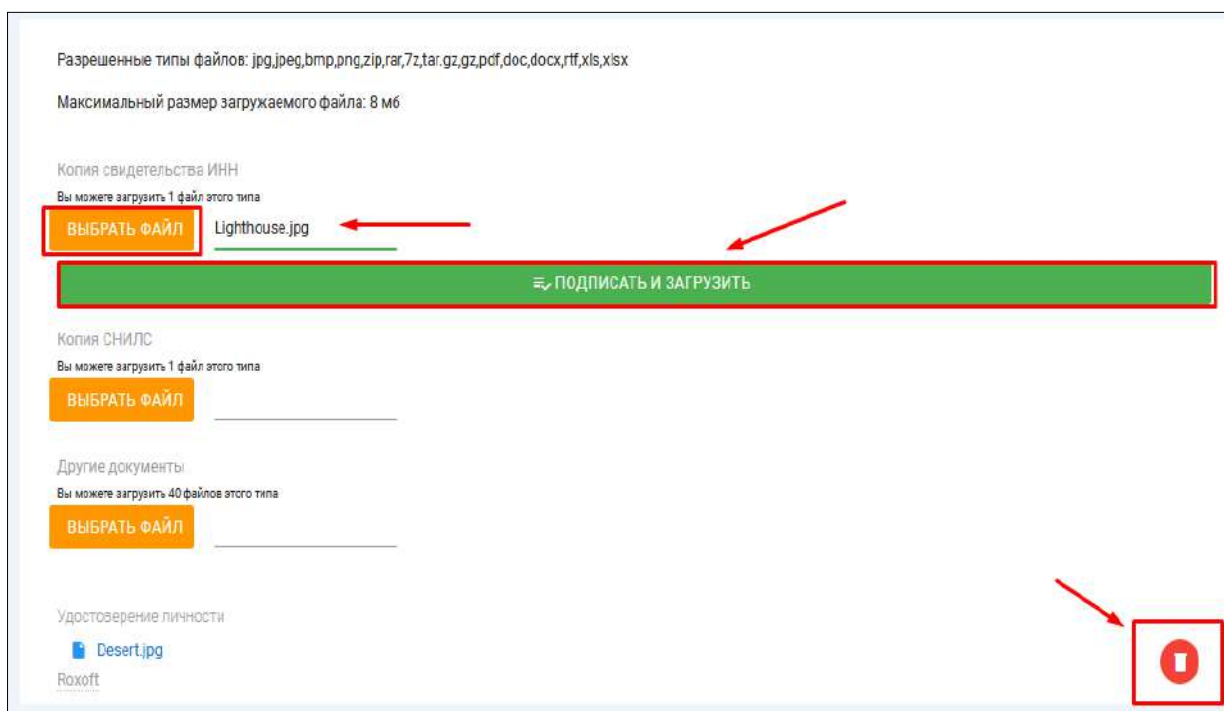 Разрешенные типы файлов: jpg,jpeg,bmp,png,zip,rar,7z,tar.gz,gz,pdf,doc,docx,rtf,xls,xlsx
Максимальный размер загружаемого файла: 8 мб
Копия свидетельства ИНН
Вы можете загрузить 1 файл этого типа
ВЫБРАТЬ ФАЙЛ Lighthouse.jpg
ПОДПИСАТЬ И ЗАГРУЗИТЬ
Копия СНИЛС
Вы можете загрузить 1 файл этого типа
ВЫБРАТЬ ФАЙЛ
Другие документы
Вы можете загрузить 40 файлов этого типа
ВЫБРАТЬ ФАЙЛ
Удостоверение личности
Desert.jpg
Roxoft